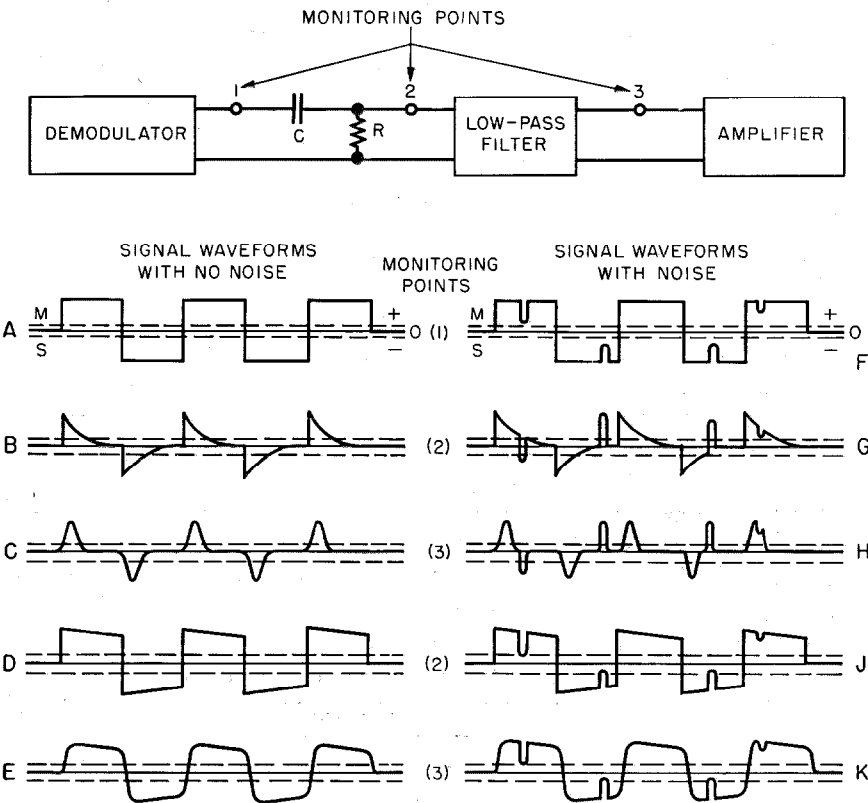 MONITORING POINTS
1 2 3
DEMODULATOR C R LOW-PASS FILTER AMPLIFIER
SIGNAL WAVEFORMS
WITH NO NOISE
MONITORING
POINTS
SIGNAL WAVEFORMS
WITH NOISE
M + +
A O (1) O
S − − F
B (2) G
C (3) H
D (2) J
E (3) K